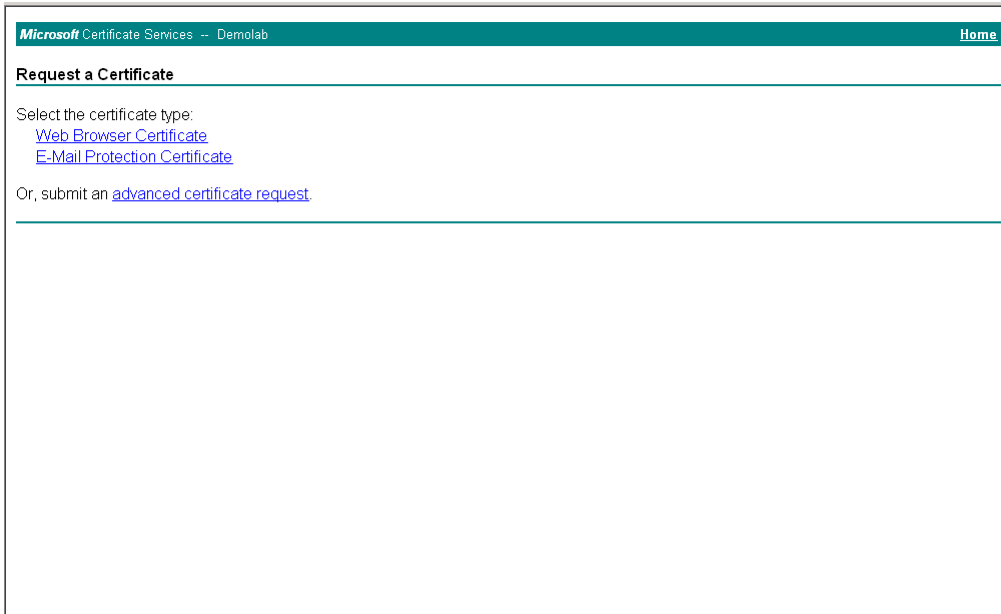 Microsoft Certificate Services -- Demolab Home
Request a Certificate
Select the certificate type:
Web Browser Certificate
E-Mail Protection Certificate
Or, submit an advanced certificate request.